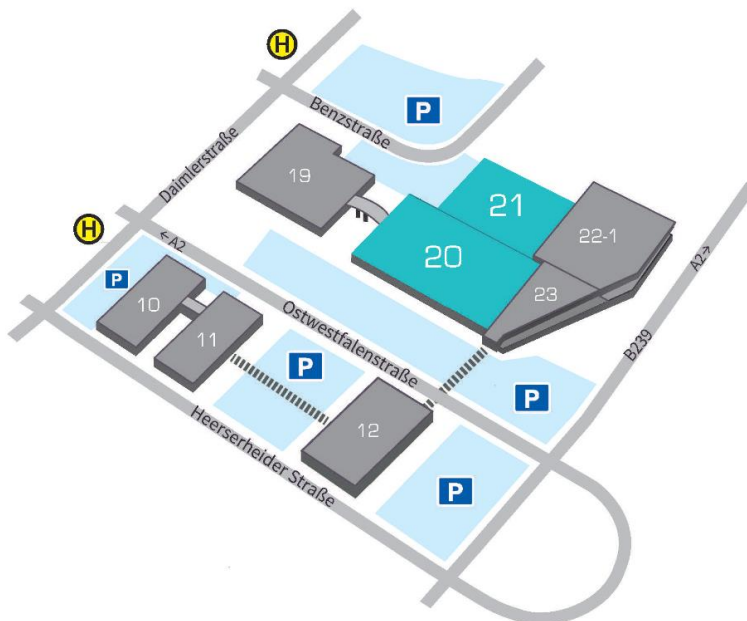 H
P
Benzstraße
Daimlerstraße
19
21
22-1
H
←A2
20
A2→
P
23
10
11
Ostwestfalenstraße
B239
P
P
12
Heerserheider Straße
P